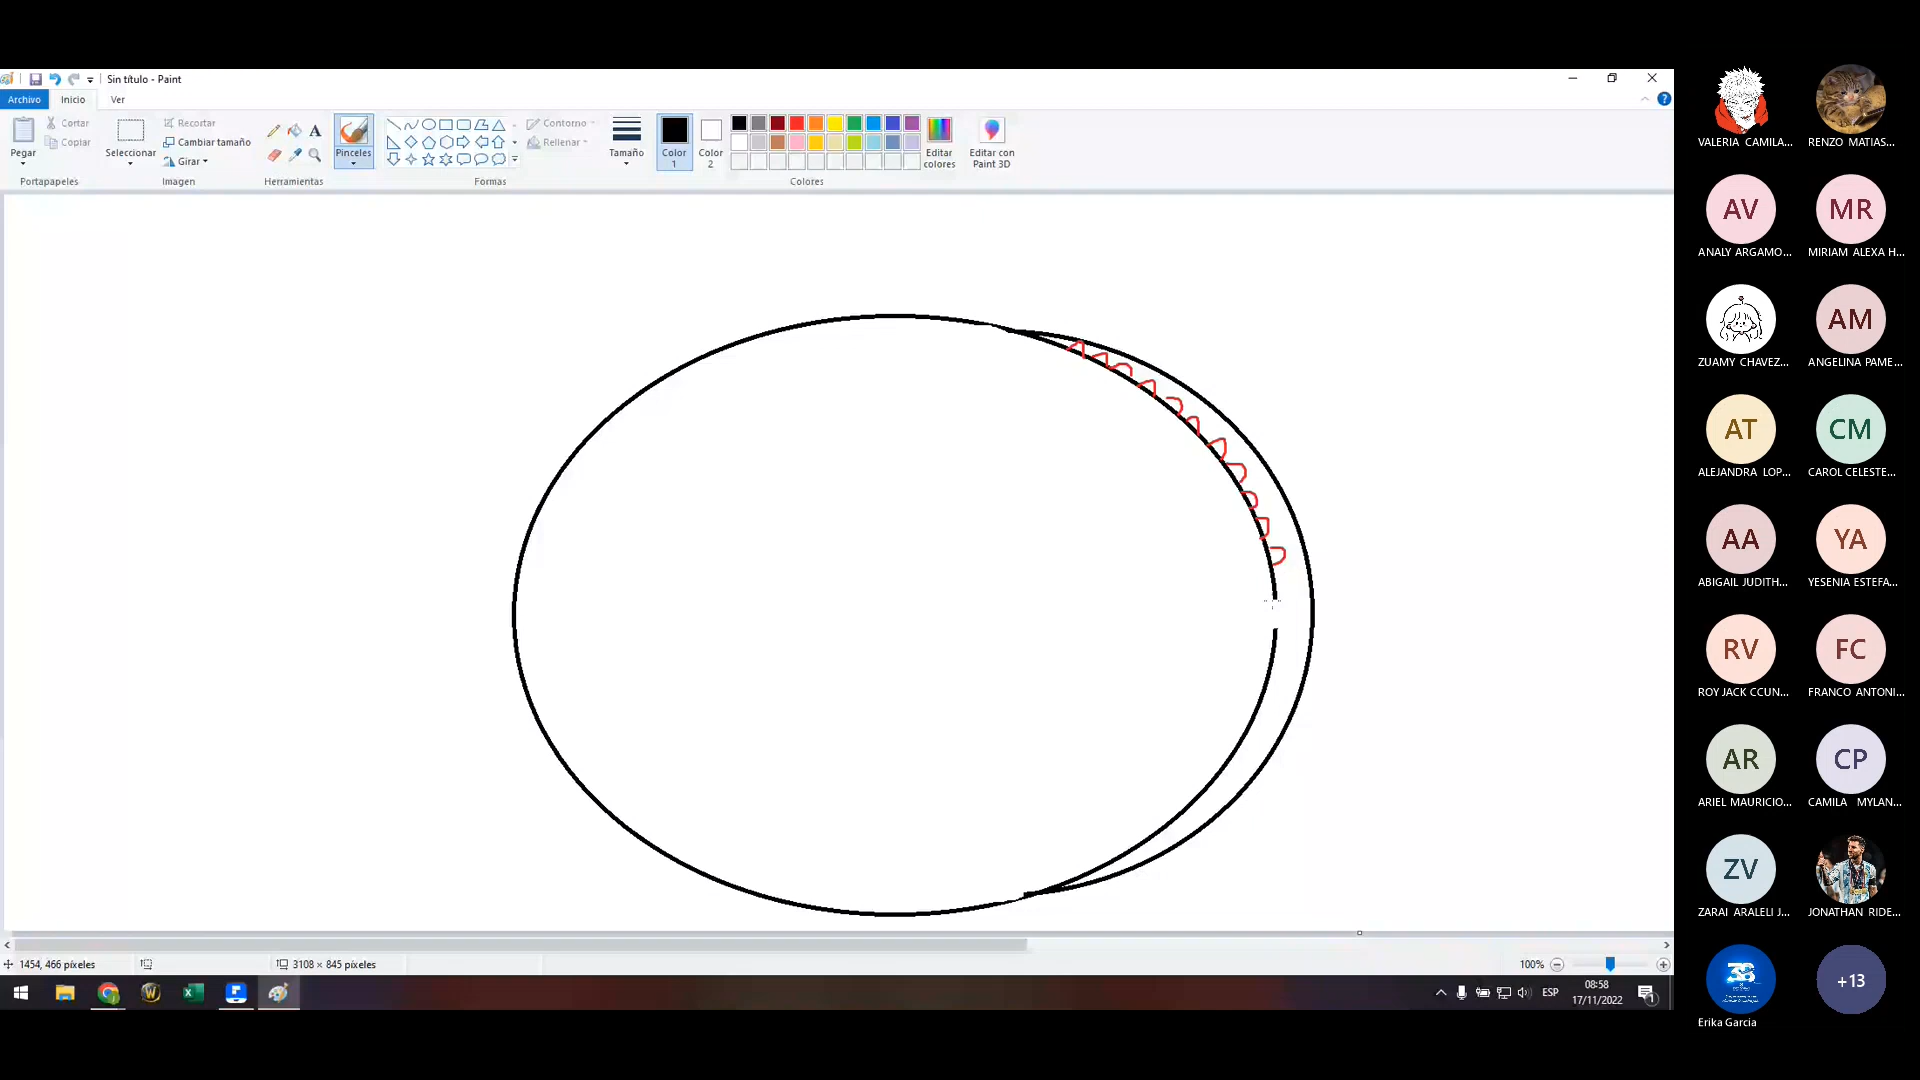 Sin título - Paint
Archivo Inicio Ver
Pegar
Cortar
Copiar
Portapapeles
Seleccionar
Recortar
Cambiar tamaño
Girar
Imagen
A
Herramientas
Pinceles
Contorno
Rellenar
Formas
Tamaño
Color 1
Color 2
Editar colores
Editar con Paint 3D
Colores
1454, 466 píxeles
3108 × 845 píxeles
100%
ESP
08:58
17/11/2022
1
VALERIA CAMILA...
RENZO MATIAS...
AV
ANALY ARGAMO...
MR
MIRIAM ALEXA H...
ZUAMY CHAVEZ...
AM
ANGELINA PAME...
AT
ALEJANDRA LOP...
CM
CAROL CELESTE...
AA
ABIGAIL JUDITH...
YA
YESENIA ESTEFA...
RV
ROY JACK CCUN...
FC
FRANCO ANTONI...
AR
ARIEL MAURICIO...
CP
CAMILA MYLAN...
ZV
ZARAI ARALELI J...
JONATHAN RIDE...
Erika Garcia
+13